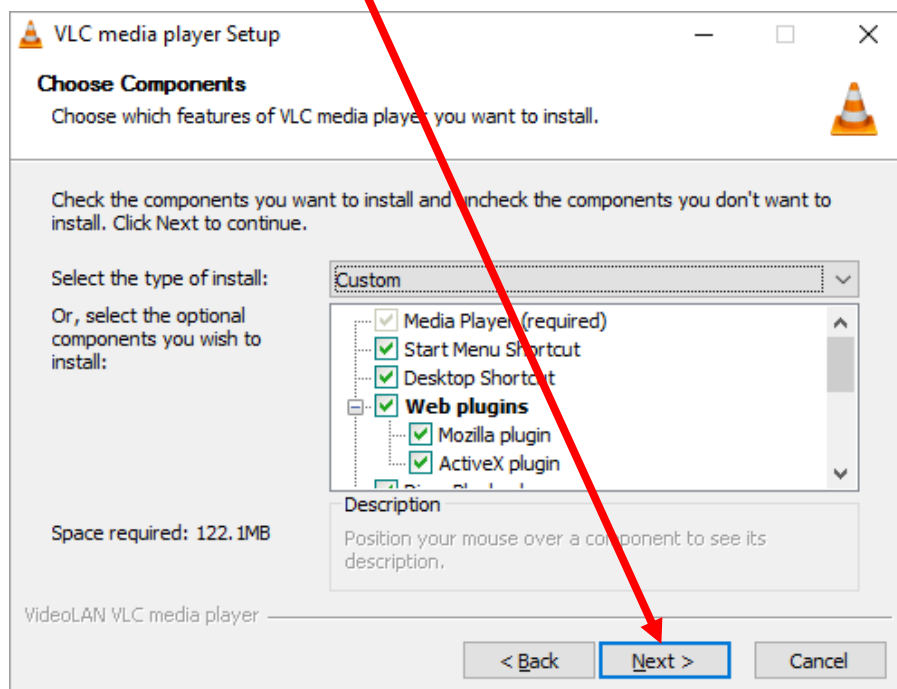 VLC media player Setup
Choose Components
Choose which features of VLC media player you want to install.
Check the components you want to install and uncheck the components you don't want to
install. Click Next to continue.
Select the type of install:
Custom
Or, select the optional
components you wish to
install:
Media Player (required)
Start Menu Shortcut
Desktop Shortcut
Web plugins
Mozilla plugin
ActiveX plugin
Space required: 122.1MB
Description
Position your mouse over a component to see its
description.
VideoLAN VLC media player
< Back
Next >
Cancel